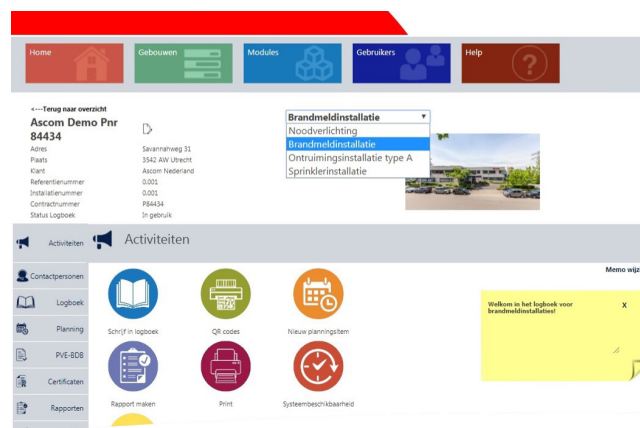 Home
Gebouwen
Modules
Gebruikers
Help
<---Terug naar overzicht
Ascom Demo Pnr
84434
Adres Savannahweg 31
Plaats 3542 AW Utrecht
Klant Ascom Nederland
Referentienummer 0.001
Installatienummer 0.001
Contractnummer P84434
Status Logboek In gebruik
Brandmeldinstallatie
Noodverlichting
Brandmeldinstallatie
Ontruimingsinstallatie type A
Sprinklerinstallatie
Activiteiten
Activiteiten
Contactpersonen
Logboek
Planning
PVE-BDB
Certificaten
Rapporten
Schrijf in logboek
QR codes
Nieuw planningsitem
Rapport maken
Print
Systeembeschikbaarheid
Memo wijz
Welkom in het logboek voor
brandmeldinstallaties!
X